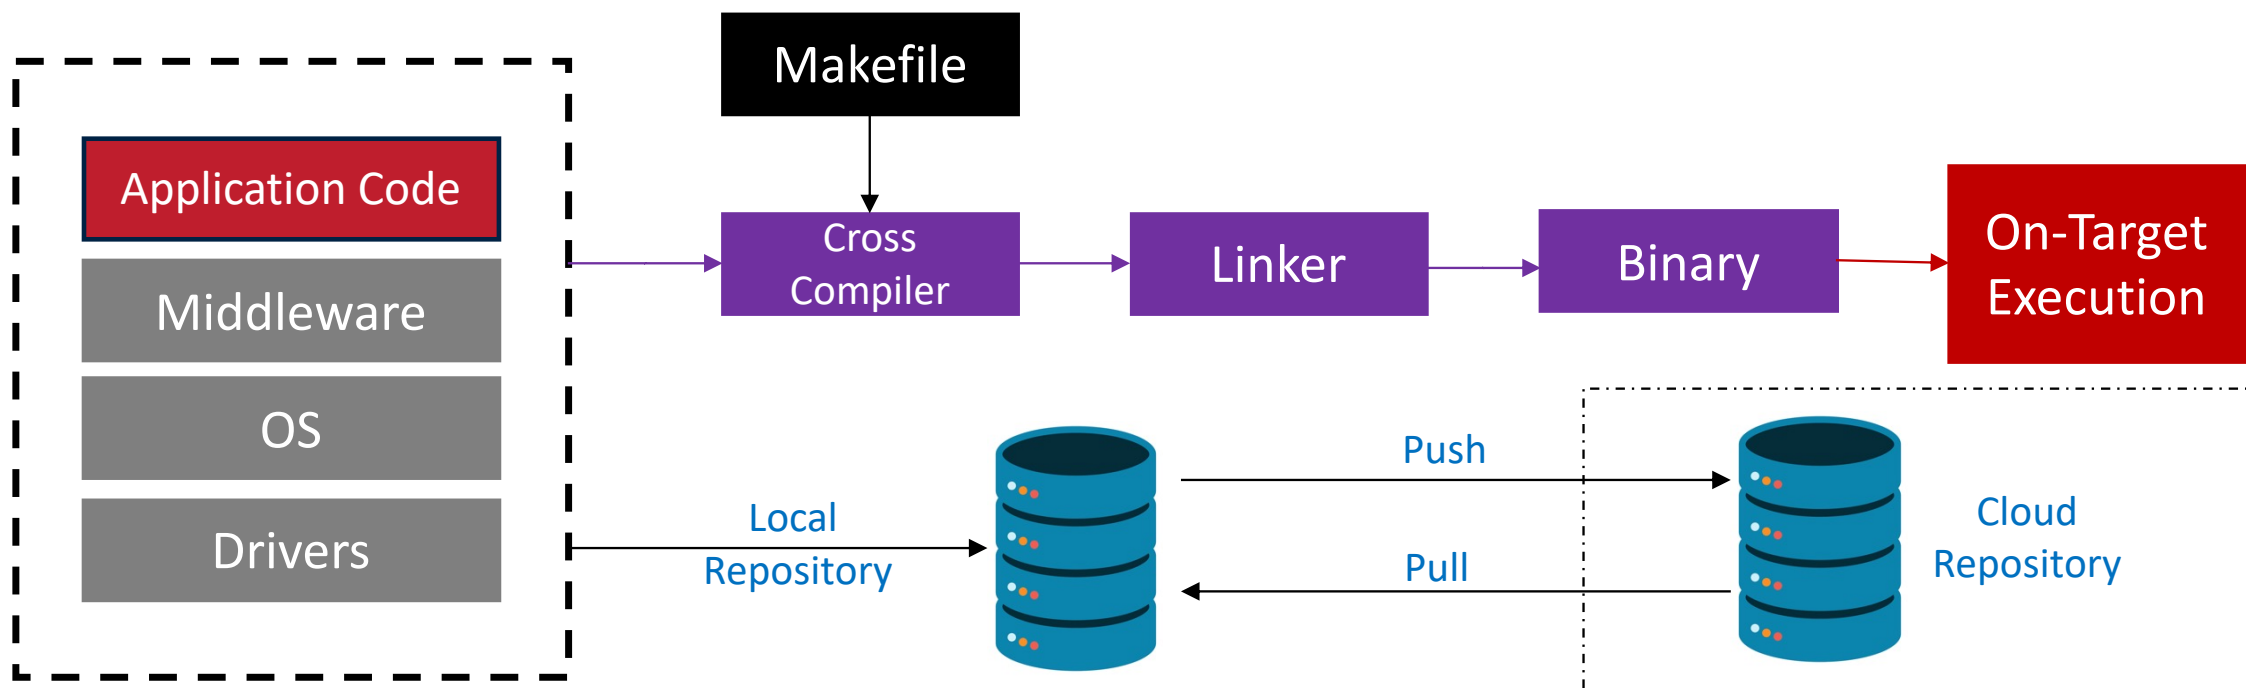 Makefile
Application Code
Middleware
OS
Drivers
Cross
Compiler
Linker
Binary
On-Target
Execution
Local
Repository
Push
Pull
Cloud
Repository